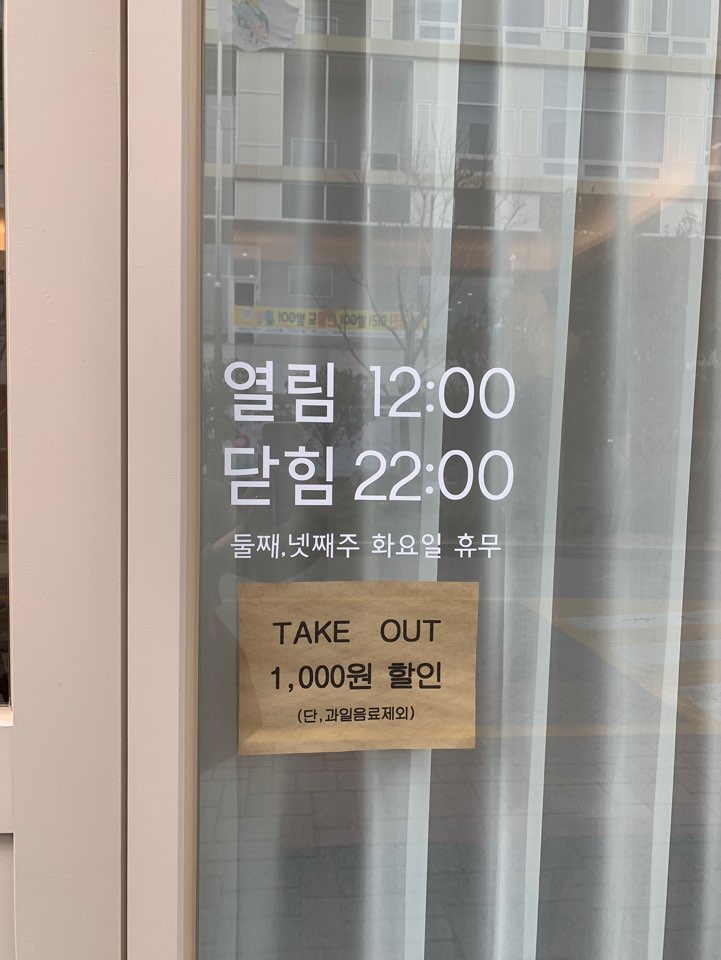 열림 12:00
닫힘 22:00
둘째,넷째주 화요일 휴무
TAKE OUT
1,000원 할인
(단,과일음료제외)